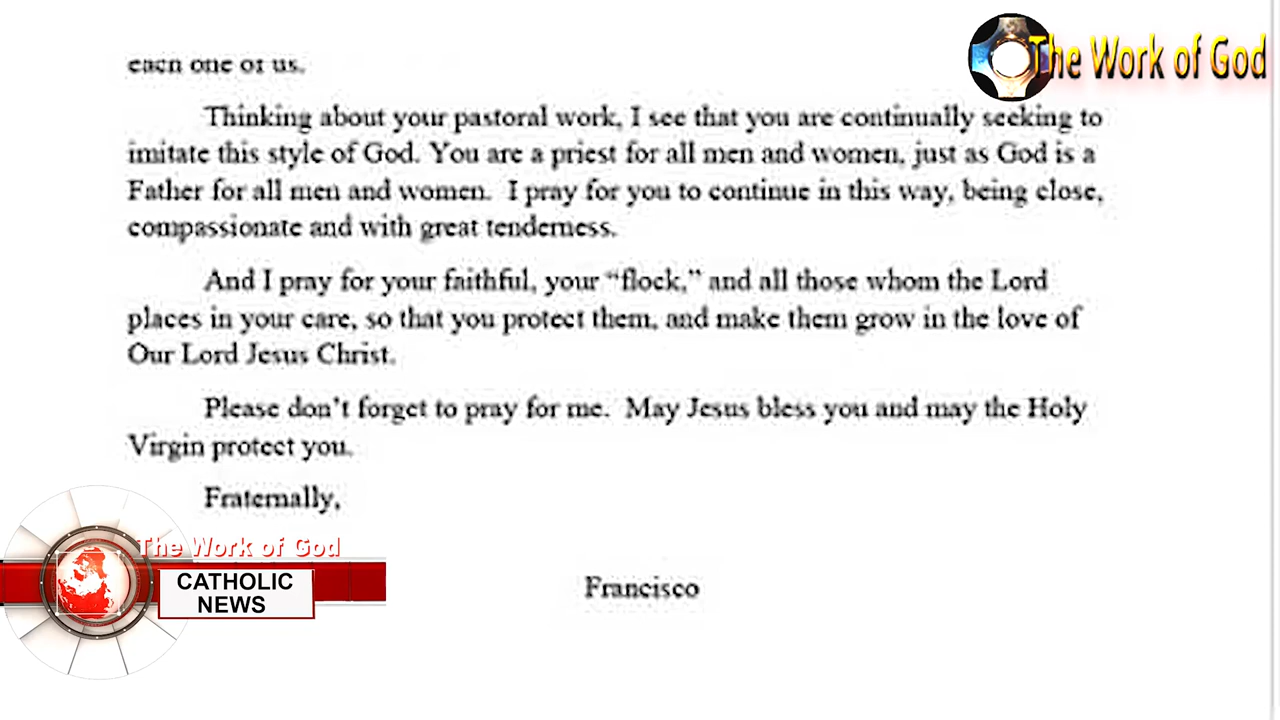 The Work of God
each one of us.
Thinking about your pastoral work, I see that you are continually seeking to
imitate this style of God. You are a priest for all men and women, just as God is a
Father for all men and women. I pray for you to continue in this way, being close,
compassionate and with great tenderness.
And I pray for your faithful, your “flock,” and all those whom the Lord
places in your care, so that you protect them, and make them grow in the love of
Our Lord Jesus Christ.
Please don’t forget to pray for me. May Jesus bless you and may the Holy
Virgin protect you.
Fraternally,
Francisco
The Work of God
CATHOLIC
NEWS